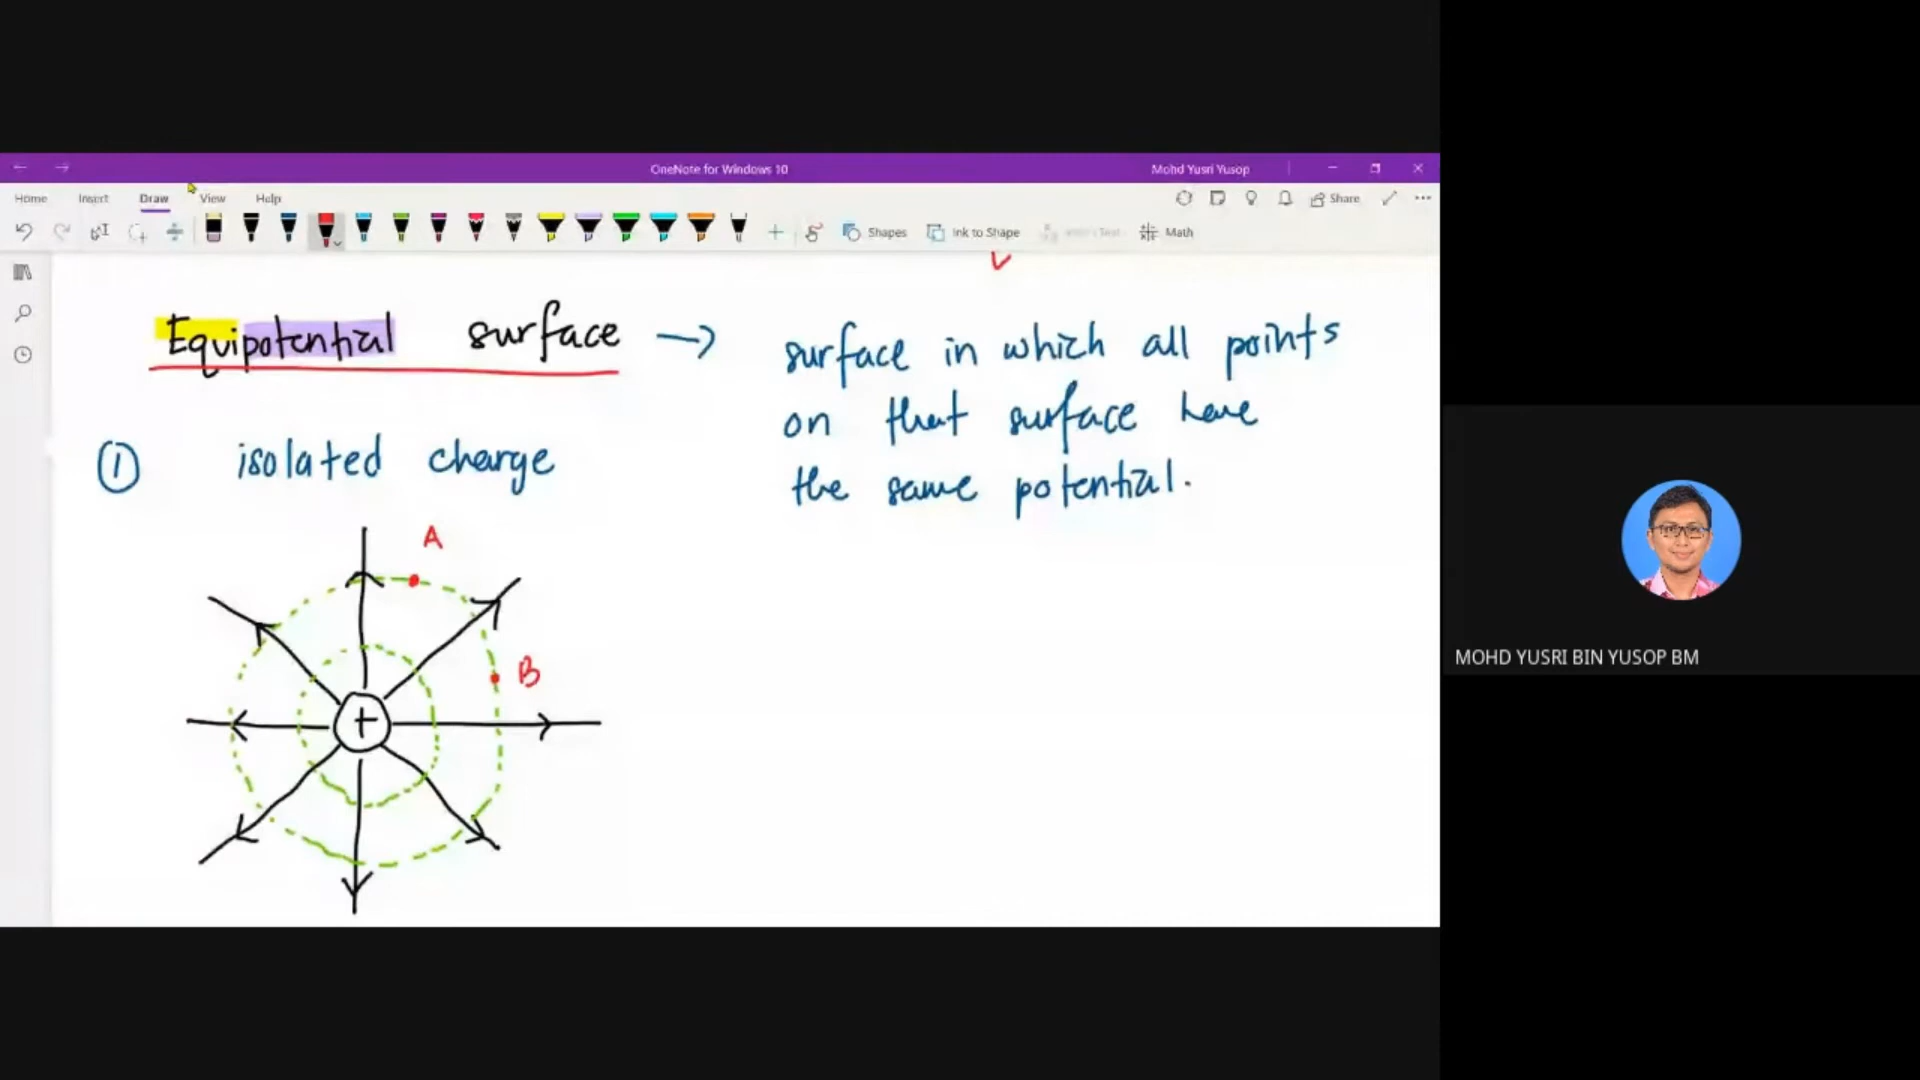 OneNote for Windows 10
Mohd Yusri Yusop
Home Insert Draw View Help
Share
Shapes
Ink to Shape
Math
Equipotential surface →
surface in which all points
on that surface have
the same potential.
① isolated charge
A
B
+
MOHD YUSRI BIN YUSOP BM